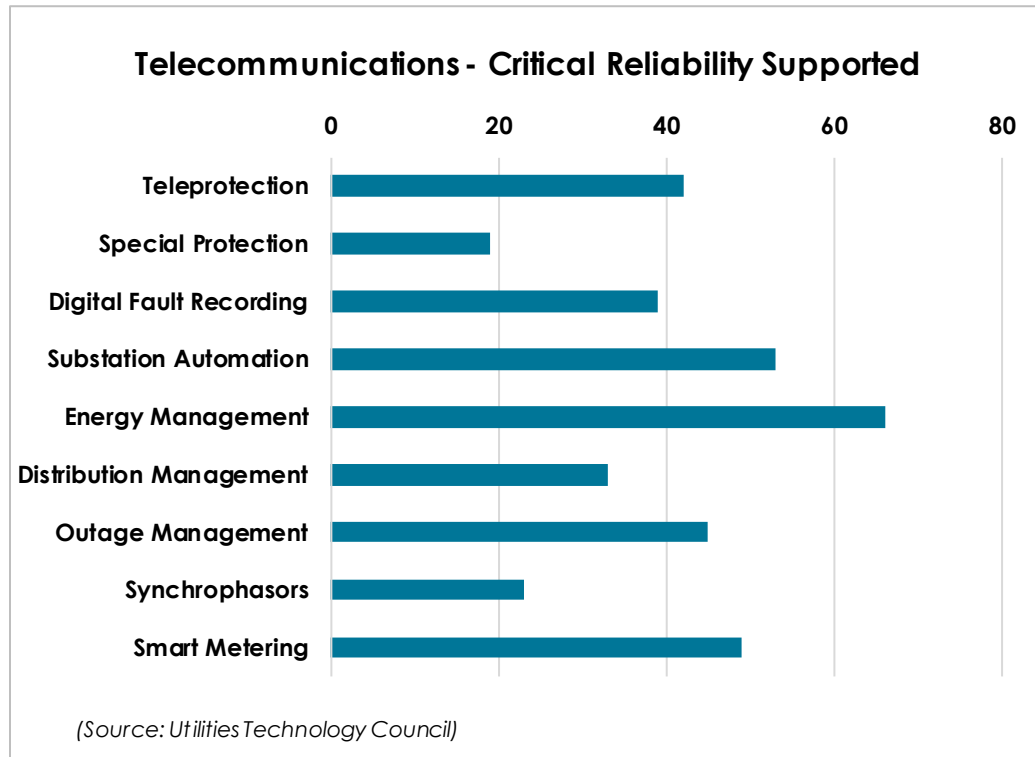 Telecommunications - Critical Reliability Supported
0 20 40 60 80
Teleprotection
Special Protection
Digital Fault Recording
Substation Automation
Energy Management
Distribution Management
Outage Management
Synchrophasors
Smart Metering
(Source: Utilities Technology Council)